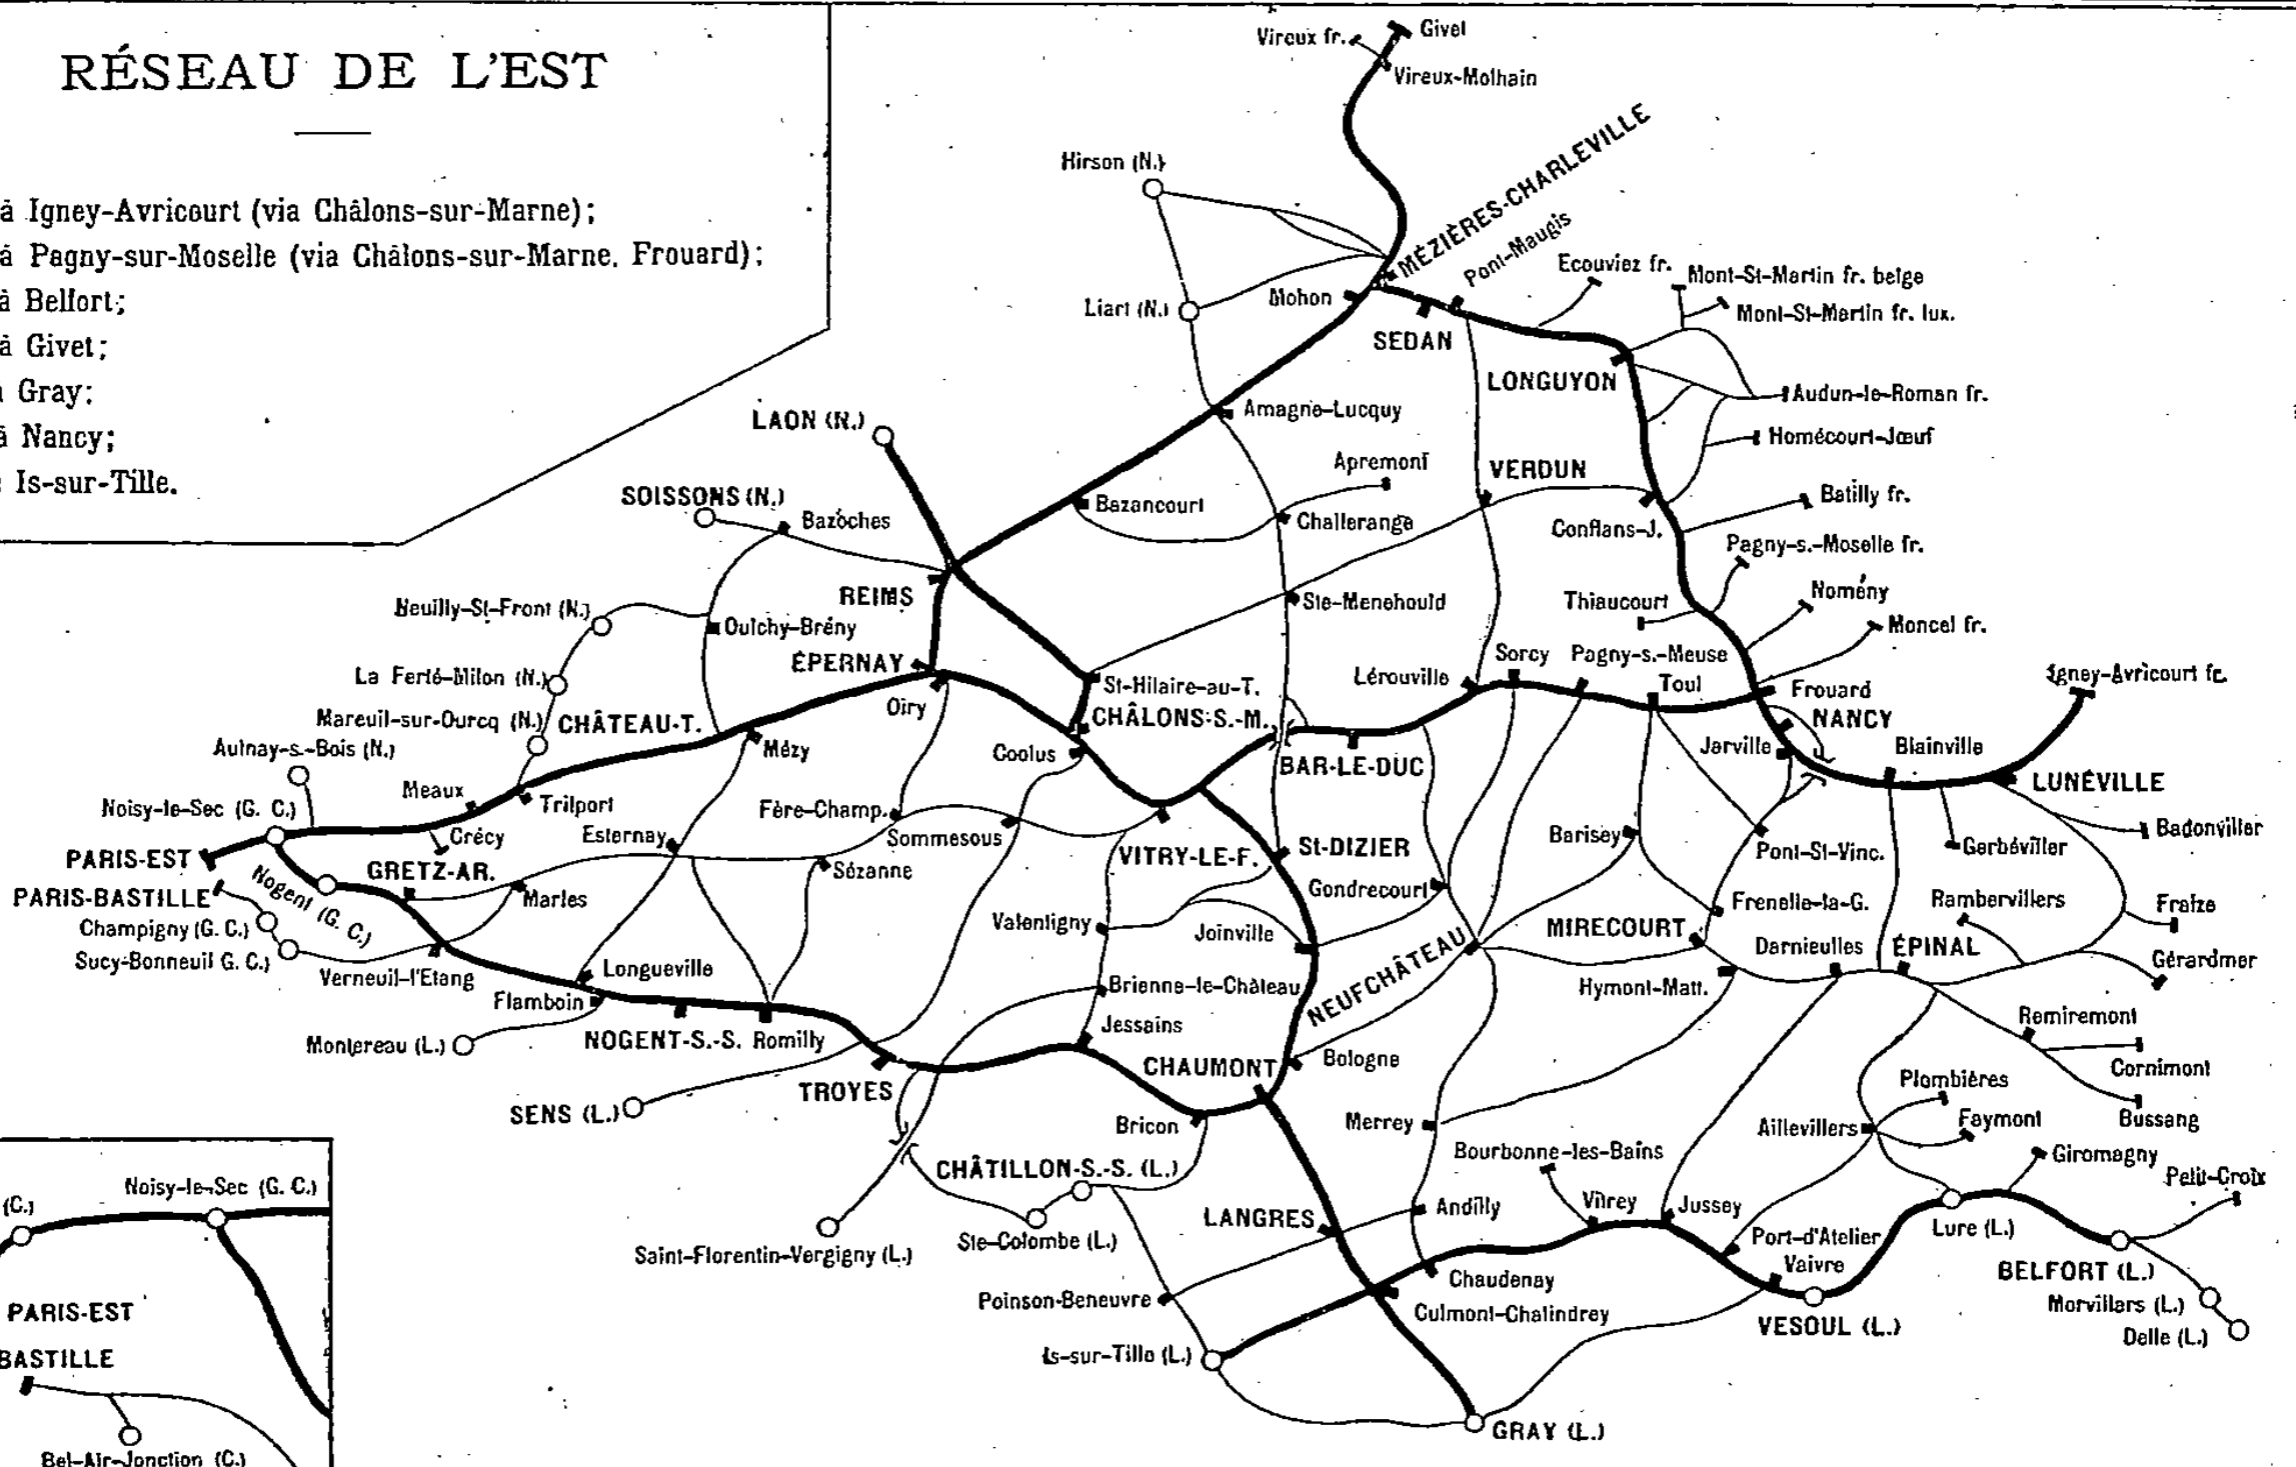 RÉSEAU DE L'EST
à Igney-Avricourt (via Châlons-sur-Marne);
à Pagny-sur-Moselle (via Châlons-sur-Marne, Frouard);
à Belfort;
à Givet;
à Gray;
à Nancy;
Is-sur-Tille.
Vireux fr.
Givet
Vireux-Molhain
Hirson (N.)
MÉZIÈRES-CHARLEVILLE
Pont-Maugis
Ecouviez fr.
Mont-St-Martin fr. belge
Mont-St-Martin fr. lux.
Liart (N.)
Mohon
SEDAN
LONGUYON
Audun-le-Roman fr.
Amagne-Lucquy
Homécourt-Jœuf
LAON (N.)
Apremont
VERDUN
SOISSONS (N.)
Bazoches
Bazancourt
Challerange
Conflans-J.
Batilly fr.
Pagny-s.-Moselle fr.
REIMS
Neuilly-St-Front (N.)
Oulchy-Brény
Ste-Menehould
Thiaucourt
Nomény
Moncel fr.
ÉPERNAY
La Ferté-Milon (N.)
St-Hilaire-au-T.
Lérouville
Sorcy
Pagny-s.-Meuse
Toul
Frouard
Igney-Avricourt fr.
Oiry
Mareuil-sur-Ourcq (N.)
CHÂTEAU-T.
CHÂLONS-S.-M.
NANCY
Aulnay-s.-Bois (N.)
Mézy
Coolus
BAR-LE-DUC
Jarville
Blainville
LUNÉVILLE
Meaux
Trilport
Noisy-le-Sec (G. C.)
Crécy
Esternay
Fère-Champ.
Sommesous
Badonviller
PARIS-EST
GRETZ-AR.
Sézanne
VITRY-LE-F.
St-DIZIER
Barisey
Pont-St-Vinc.
Gerbéviller
PARIS-BASTILLE
Nogent (G. C.)
Marles
Gondrecourt
Frenelle-la-G.
Rambervillers
Fraize
Champigny (G. C.)
Valentigny
Joinville
MIRECOURT
Darnieulles
ÉPINAL
Sucy-Bonneuil G. C.)
Verneuil-l'Etang
Longueville
Flamboin
Brienne-le-Château
NEUFCHÂTEAU
Hymont-Matt.
Gérardmer
Montereau (L.)
NOGENT-S.-S.
Romilly
Jessains
Remiremont
TROYES
CHAUMONT
Bologne
Cornimont
SENS (L.)
Plombières
Bricon
Merrey
Aillevillers
Faymont
Bussang
Bourbonne-les-Bains
Giromagny
CHÂTILLON-S.-S. (L.)
Petit-Croix
Andilly
Vitrey
Jussey
LANGRES
Lure (L.)
Saint-Florentin-Vergigny (L.)
Ste-Colombe (L.)
Port-d'Atelier
Vaivre
BELFORT (L.)
Chaudenay
Poinson-Beneuvre
Culmont-Chalindrey
Morvillars (L.)
VESOUL (L.)
Delle (L.)
Is-sur-Tille (L.)
GRAY (L.)
(C.)
Noisy-le-Sec (G. C.)
PARIS-EST
BASTILLE
Bel-Air-Jonction (C.)